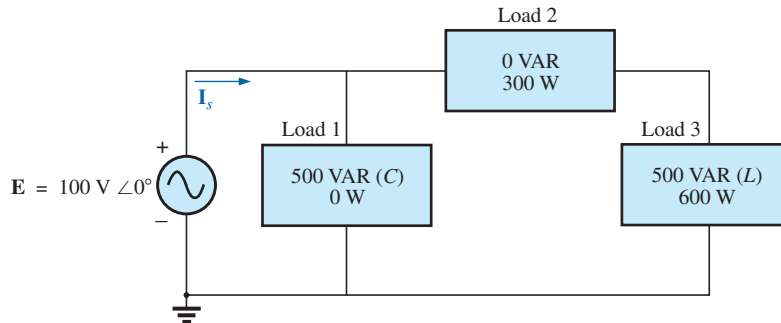 Load 2
0 VAR
300 W
I_s
Load 1
Load 3
+
E = 100 V ∠0°
–
500 VAR (C)
0 W
500 VAR (L)
600 W